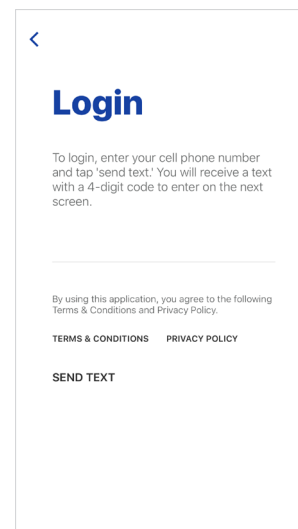 Login
To login, enter your cell phone number
and tap 'send text.' You will receive a text
with a 4-digit code to enter on the next
screen.
By using this application, you agree to the following
Terms & Conditions and Privacy Policy.
TERMS & CONDITIONS PRIVACY POLICY
SEND TEXT